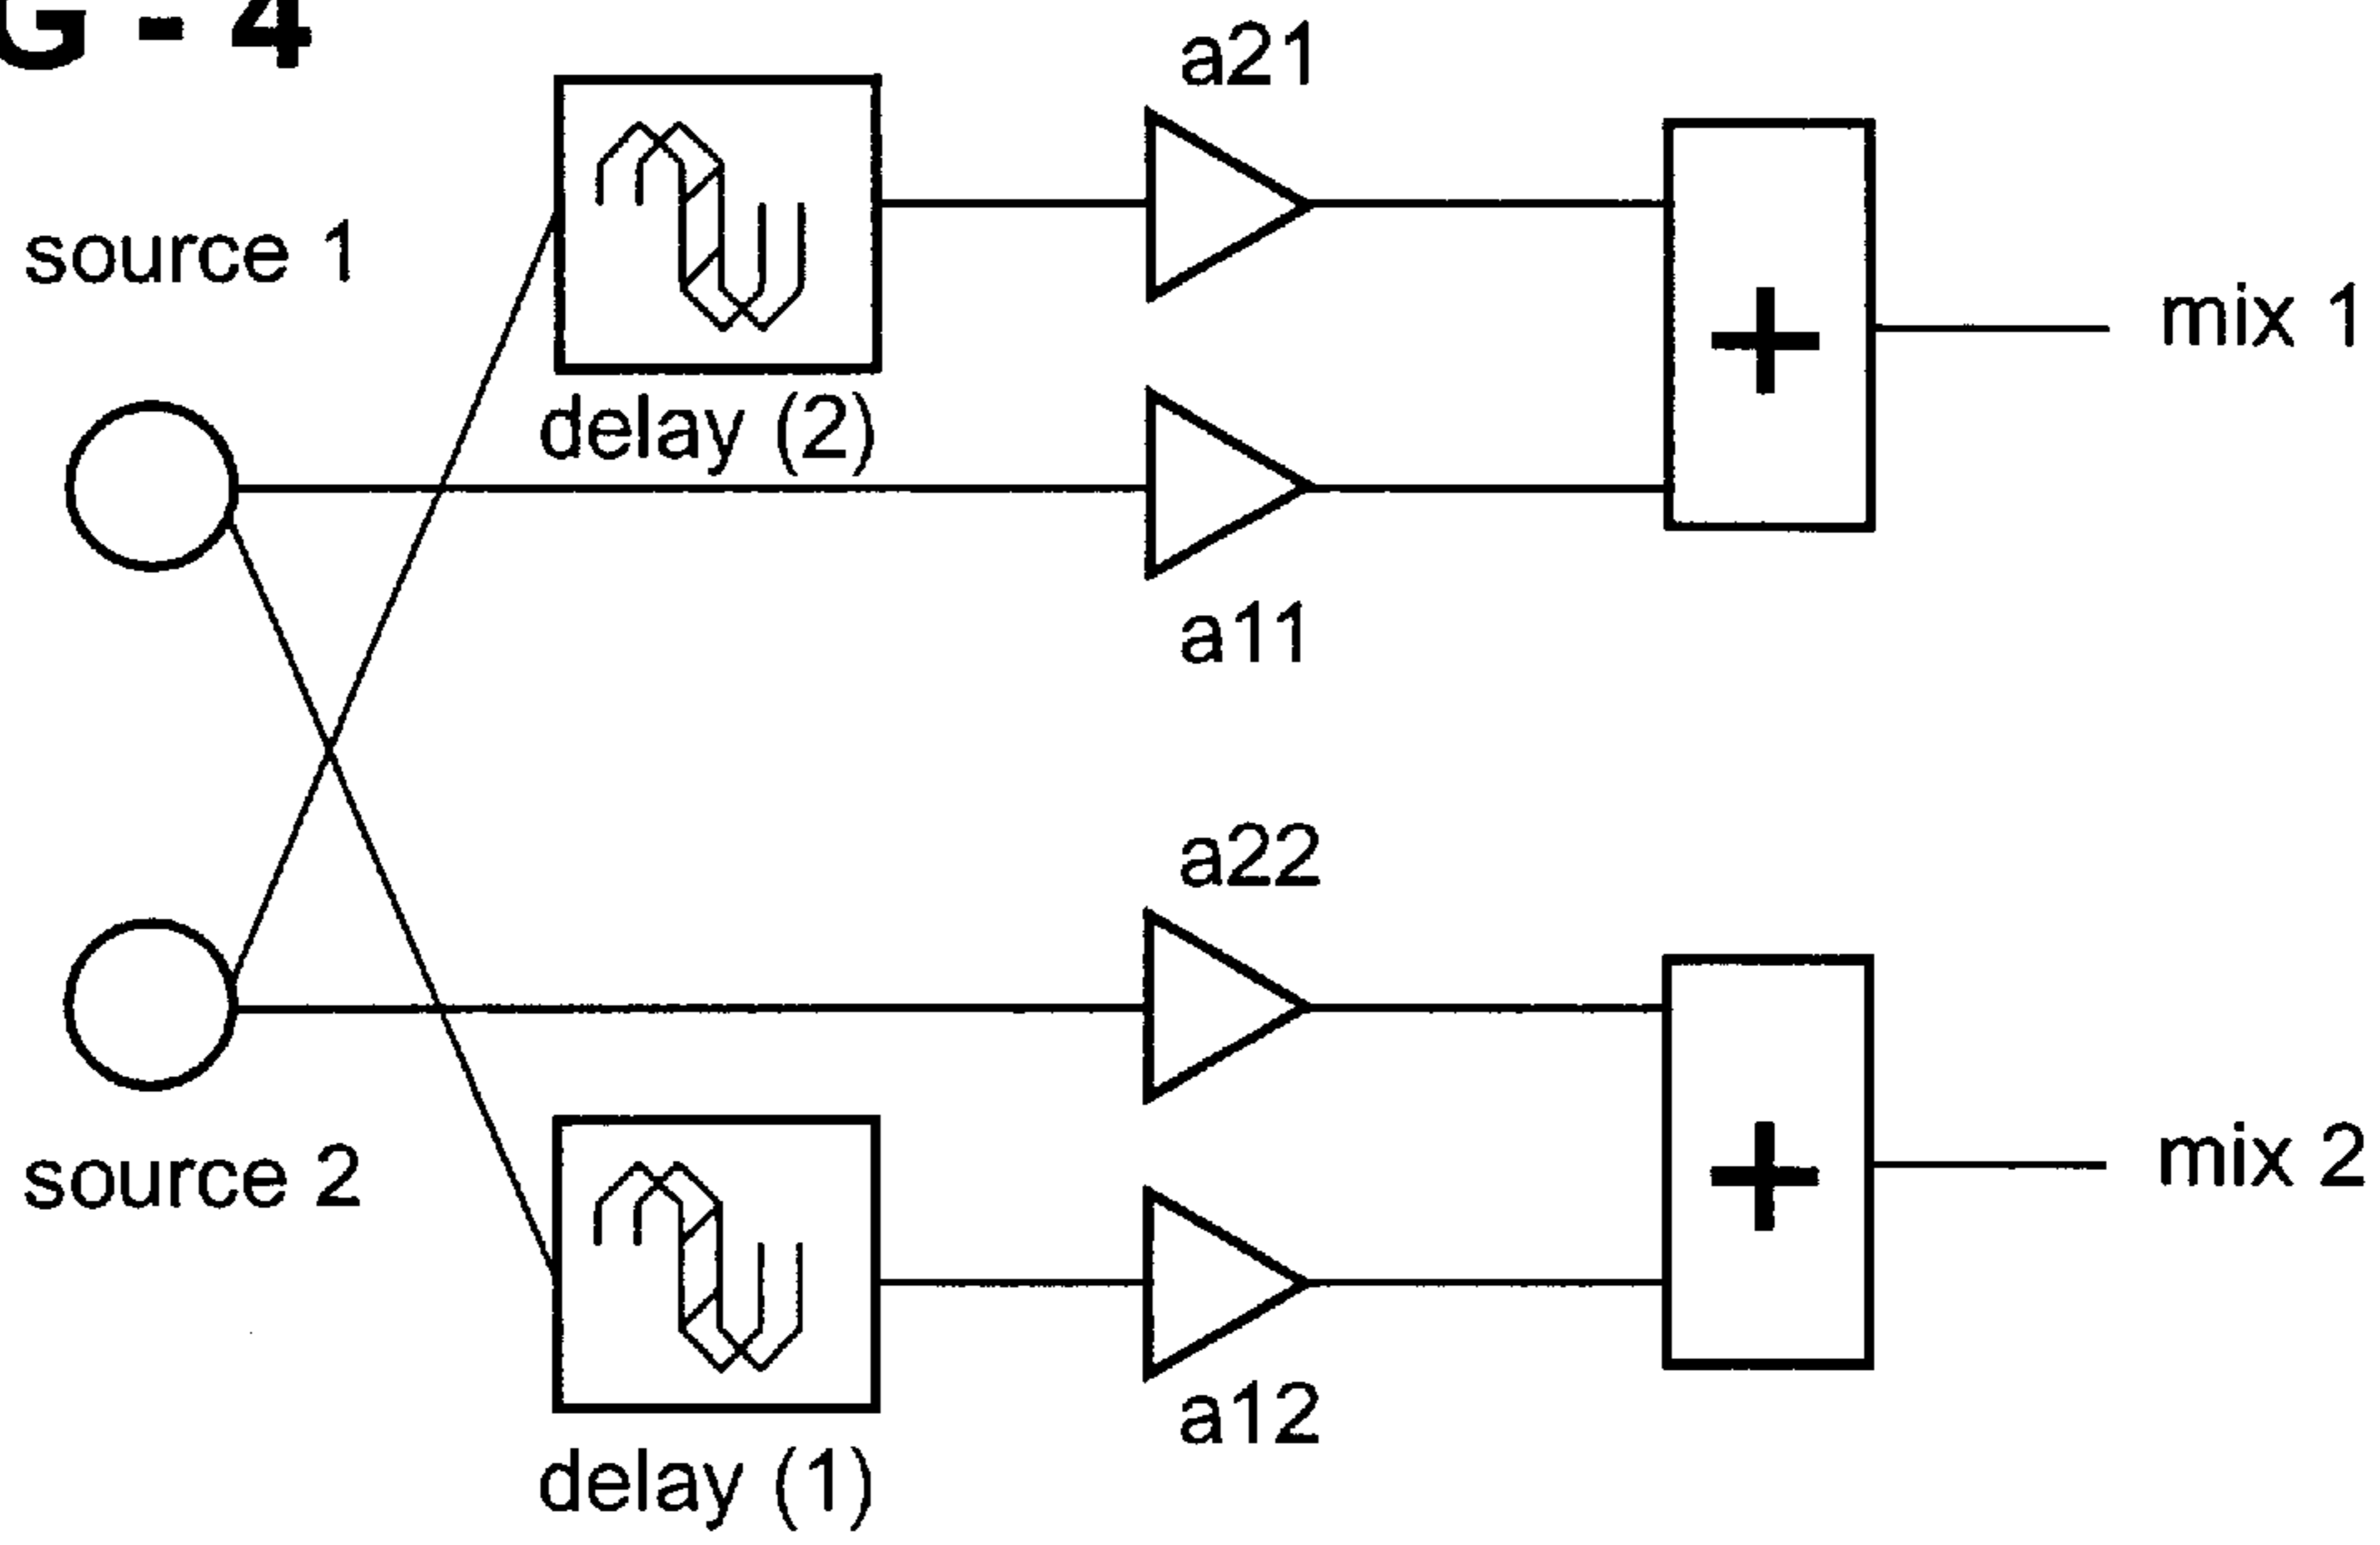 G - 4
a21
source 1
mix 1
delay (2)
+
a11
a22
source 2
mix 2
+
a12
delay (1)